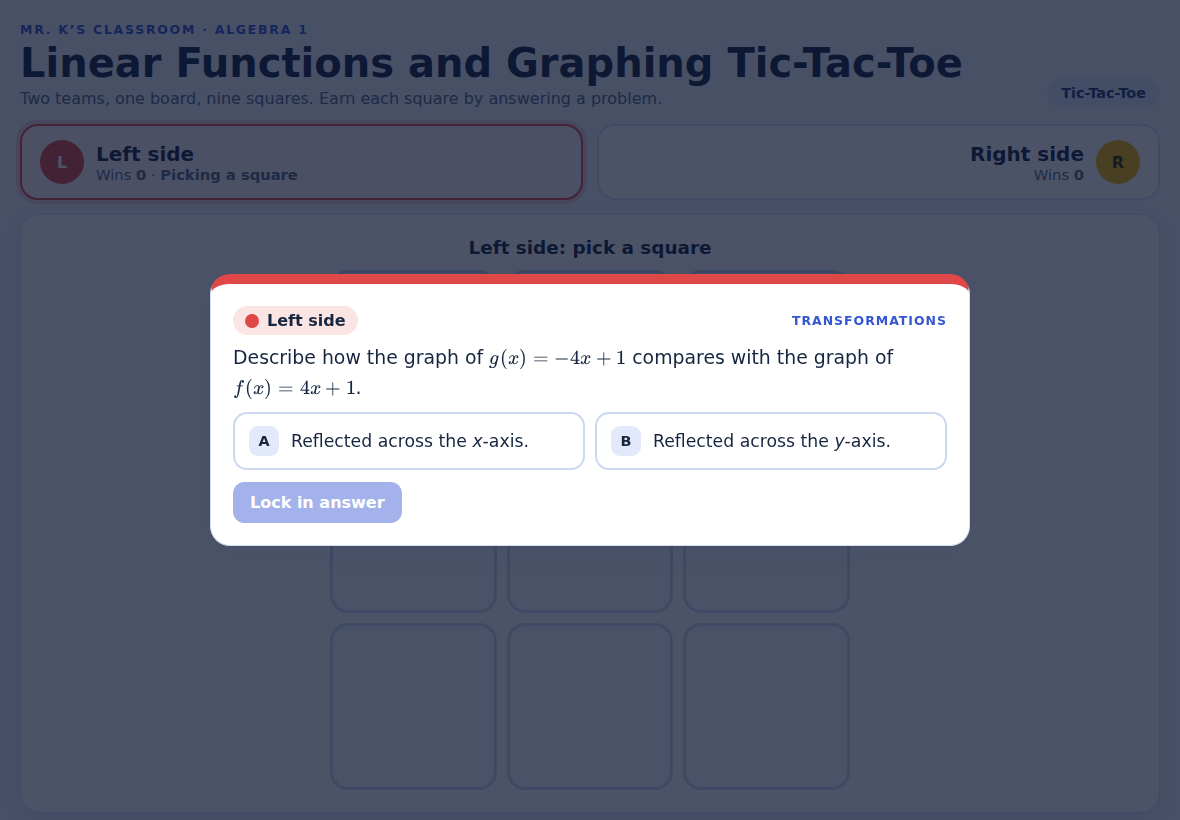 MR. K'S CLASSROOM · ALGEBRA 1
Linear Functions and Graphing Tic-Tac-Toe
Two teams, one board, nine squares. Earn each square by answering a problem.
Tic-Tac-Toe
L
Left side
Wins 0 · Picking a square
Right side
Wins 0
R
Left side: pick a square
Left side
TRANSFORMATIONS
Describe how the graph of g(x) = −4x + 1 compares with the graph of
f(x) = 4x + 1.
A Reflected across the x-axis.
B Reflected across the y-axis.
Lock in answer